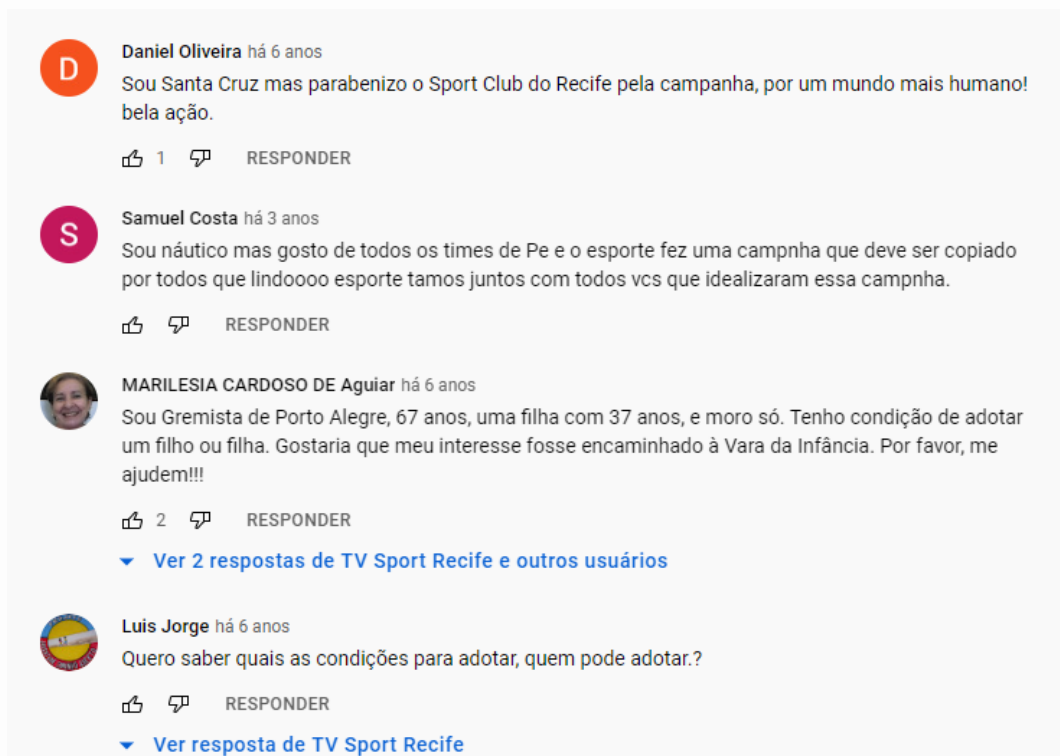 D
Daniel Oliveira há 6 anos
Sou Santa Cruz mas parabenizo o Sport Club do Recife pela campanha, por um mundo mais humano!
bela ação.
1 RESPONDER
S
Samuel Costa há 3 anos
Sou náutico mas gosto de todos os times de Pe e o esporte fez uma campnha que deve ser copiado
por todos que lindoooo esporte tamos juntos com todos vcs que idealizaram essa campnha.
RESPONDER
MARILESIA CARDOSO DE Aguiar há 6 anos
Sou Gremista de Porto Alegre, 67 anos, uma filha com 37 anos, e moro só. Tenho condição de adotar
um filho ou filha. Gostaria que meu interesse fosse encaminhado à Vara da Infância. Por favor, me
ajudem!!!
2 RESPONDER
Ver 2 respostas de TV Sport Recife e outros usuários
Luis Jorge há 6 anos
Quero saber quais as condições para adotar, quem pode adotar.?
RESPONDER
Ver resposta de TV Sport Recife